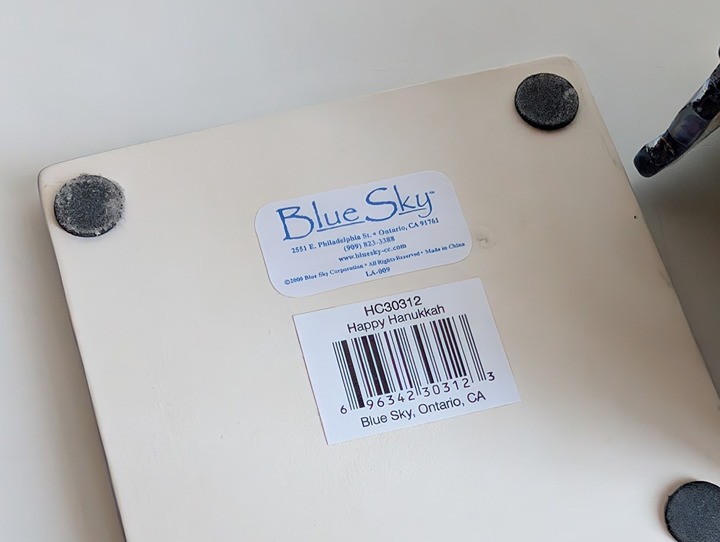 Blue Sky™
2551 E. Philadelphia St. • Ontario, CA 91761
(909) 823-3388
www.bluesky-cc.com
©2000 Blue Sky Corporation • All Rights Reserved • Made in China
LA-009
HC30312
Happy Hanukkah
6 96342 30312 3
Blue Sky, Ontario, CA